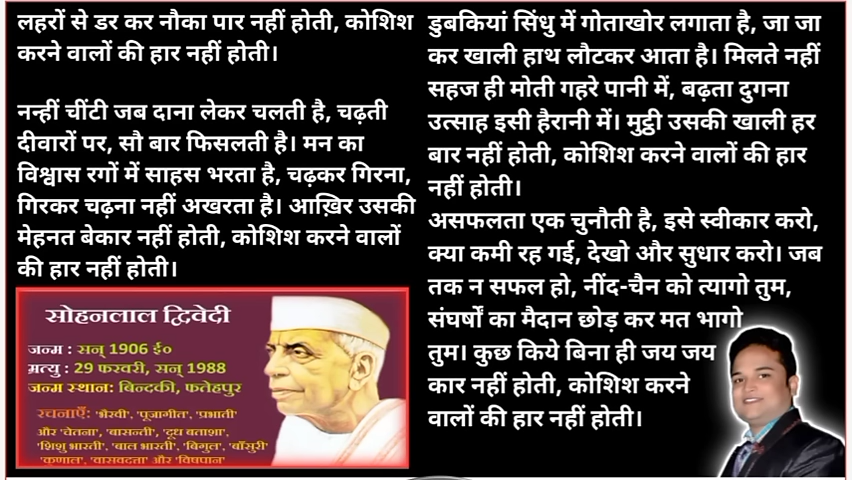 लहरों से डर कर नौका पार नहीं होती, कोशिश
करने वालों की हार नहीं होती।
नन्हीं चींटी जब दाना लेकर चलती है, चढ़ती
दीवारों पर, सौ बार फिसलती है। मन का
विश्वास रगों में साहस भरता है, चढ़कर गिरना,
गिरकर चढ़ना नहीं अखरता है। आख़िर उसकी
मेहनत बेकार नहीं होती, कोशिश करने वालों
की हार नहीं होती।
सोहनलाल द्विवेदी
जन्म : सन् 1906 ई०
म्रत्यु : 29 फरवरी, सन् 1988
जन्म स्थान: बिन्दकी, फतेहपुर
रचनाएँ: 'भैरवी', 'पूजागीत', 'प्रभाती'
और 'चेतना', 'बासन्ती', 'दूध बताशा',
'शिशु भारती', 'बाल भारती', 'बिगुल', 'बाँसुरी'
'कुणाल', 'वासवदत्ता' और 'विषपान'
डुबकियां सिंधु में गोताखोर लगाता है, जा जा
कर खाली हाथ लौटकर आता है। मिलते नहीं
सहज ही मोती गहरे पानी में, बढ़ता दुगना
उत्साह इसी हैरानी में। मुट्ठी उसकी खाली हर
बार नहीं होती, कोशिश करने वालों की हार
नहीं होती।
असफलता एक चुनौती है, इसे स्वीकार करो,
क्या कमी रह गई, देखो और सुधार करो। जब
तक न सफल हो, नींद-चैन को त्यागो तुम,
संघर्षों का मैदान छोड़ कर मत भागो
तुम। कुछ किये बिना ही जय जय
कार नहीं होती, कोशिश करने
वालों की हार नहीं होती।